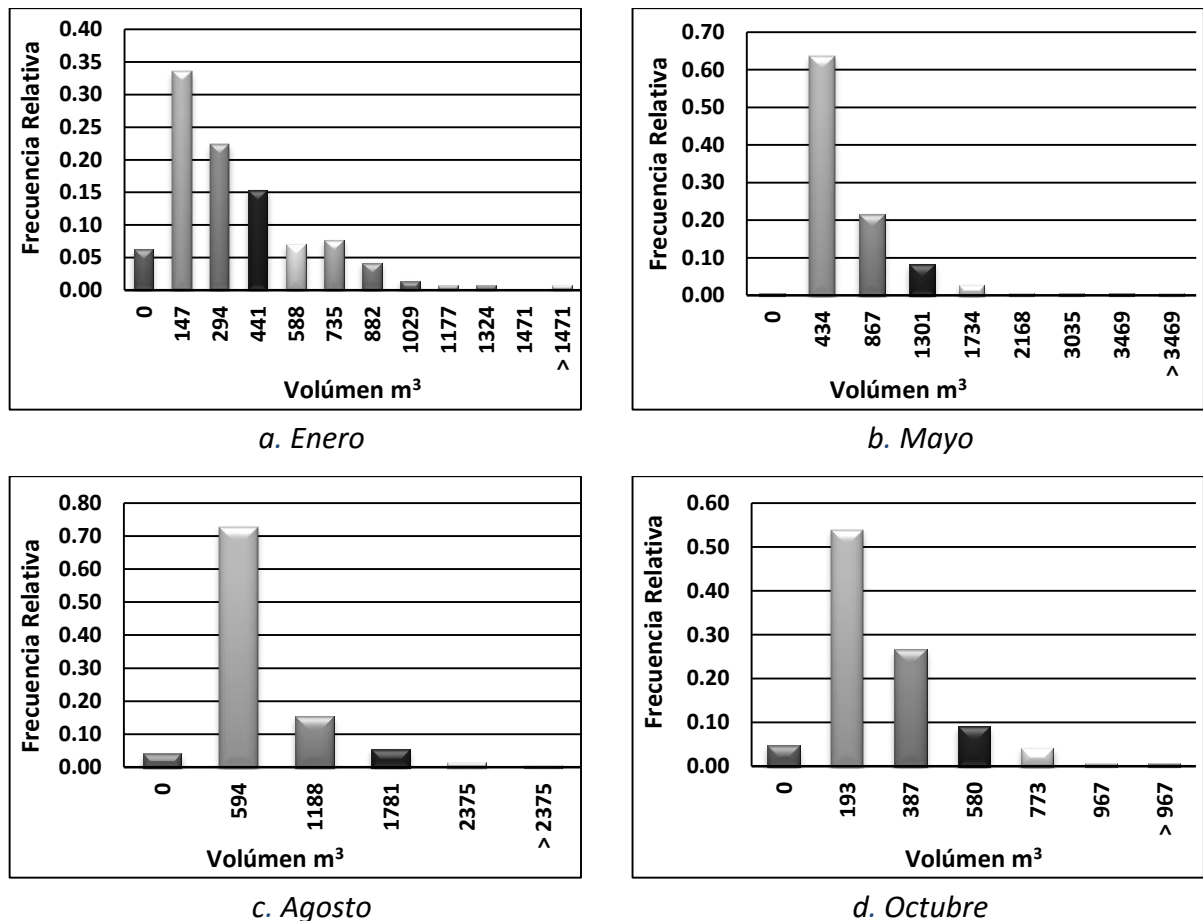 Frecuencia Relativa
0.40
0.35
0.30
0.25
0.20
0.15
0.10
0.05
0.00
0 147 294 441 588 735 882 1029 1177 1324 1471 > 1471
Volúmen m³
a. Enero
Frecuencia Relativa
0.70
0.60
0.50
0.40
0.30
0.20
0.10
0.00
0 434 867 1301 1734 2168 3035 3469 > 3469
Volúmen m³
b. Mayo
Frecuencia Relativa
0.80
0.70
0.60
0.50
0.40
0.30
0.20
0.10
0.00
0 594 1188 1781 2375 > 2375
Volúmen m³
c. Agosto
Frecuencia Relativa
0.60
0.50
0.40
0.30
0.20
0.10
0.00
0 193 387 580 773 967 > 967
Volúmen m³
d. Octubre